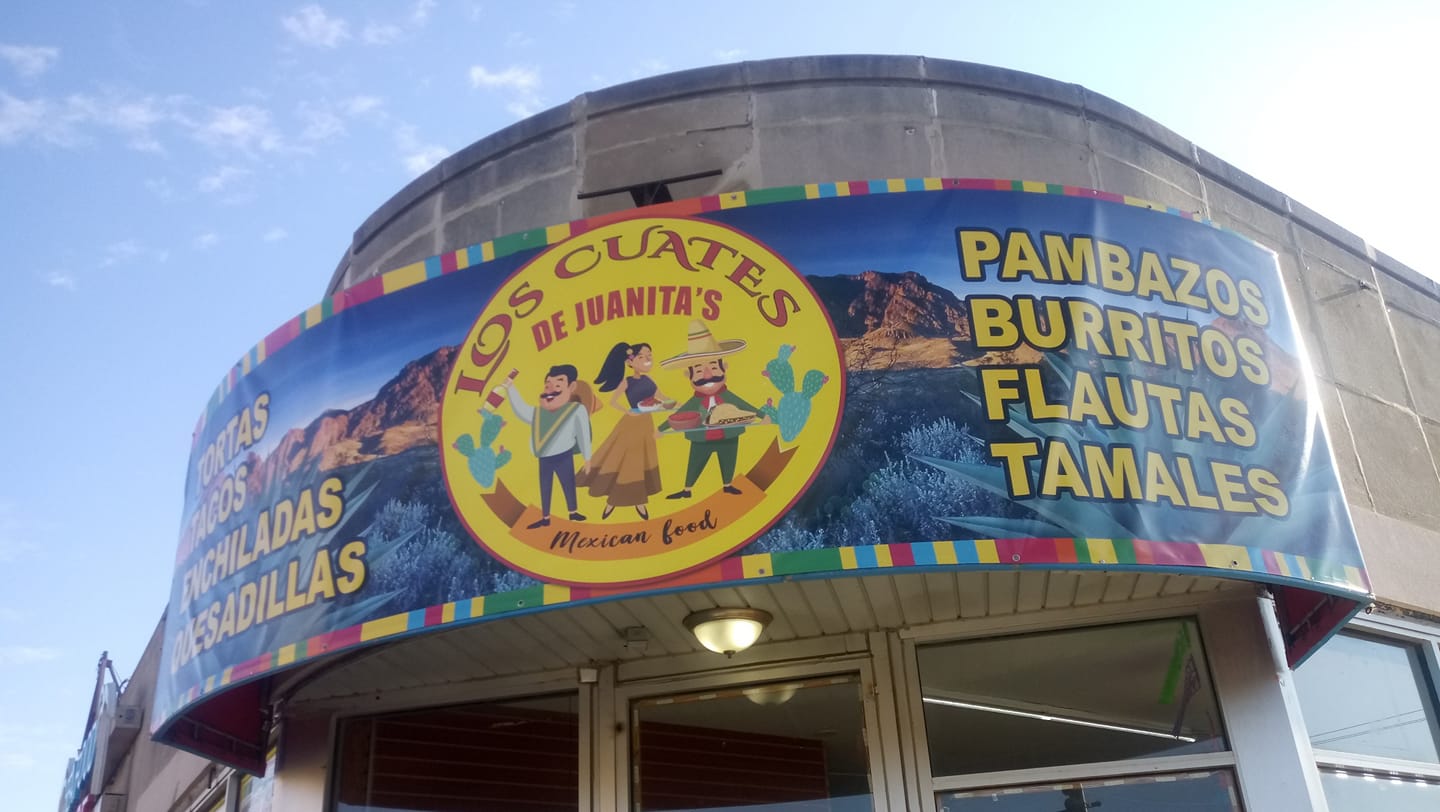 TORTAS
TACOS
ENCHILADAS
QUESADILLAS
LOS CUATES
DE JUANITA'S
Mexican food
PAMBAZOS
BURRITOS
FLAUTAS
TAMALES